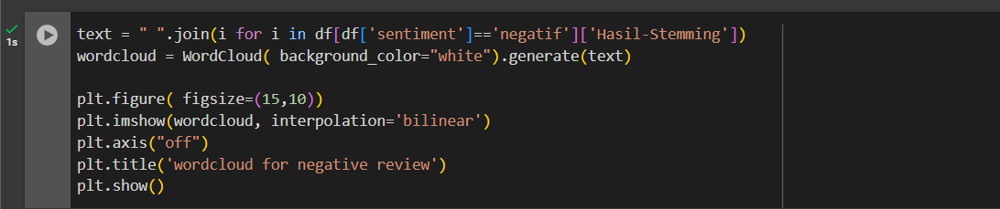 text = " ".join(i for i in df[df['sentiment']=='negatif']['Hasil-Stemming'])
1s
wordcloud = WordCloud( background_color="white").generate(text)
plt.figure( figsize=(15,10))
plt.imshow(wordcloud, interpolation='bilinear')
plt.axis("off")
plt.title('wordcloud for negative review')
plt.show()